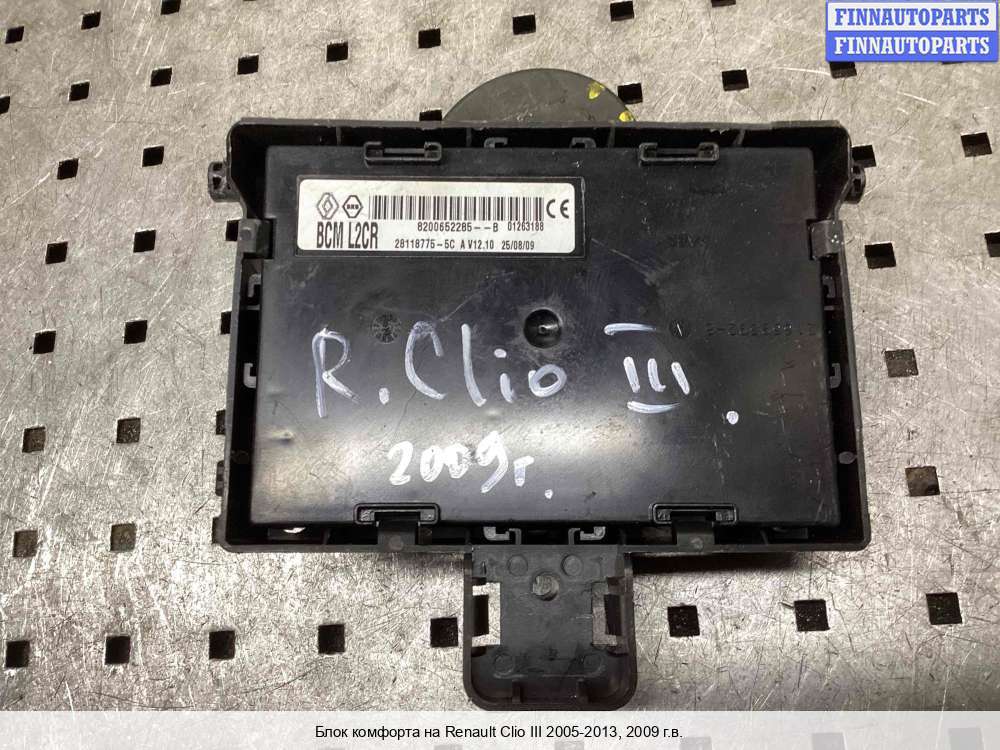 FINNAUTOPARTS
FINNAUTOPARTS
8200652285--B 01263188
BCM L2CR
28118775-5C A V12.10 25/08/09
R. Clio III.
2009г.
Блок комфорта на Renault Clio III 2005-2013, 2009 г.в.